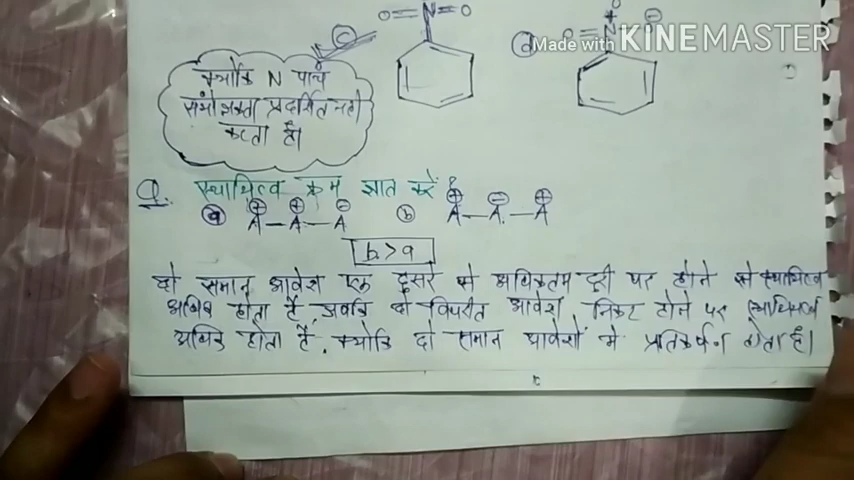 O=N=O
Made with KINEMASTER
(c)
(d) O=N
क्योंकि N पांच
संयोजकता प्रदर्शित नही
करता है।
Q. स्थायित्व क्रम ज्ञात करें ?
(a) A – A – A (b) A – A – A
b > a
दो समान आवेश एक दुसरे से अधिकतम दूरी पर होने से स्थायित्व
अधिक होता है, जबकि दो विपरीत आवेश निकट होने पर स्थायित्व
अधिक होता हैं. क्योकि दो समान आवेशों मे प्रतिकर्षण होता है।